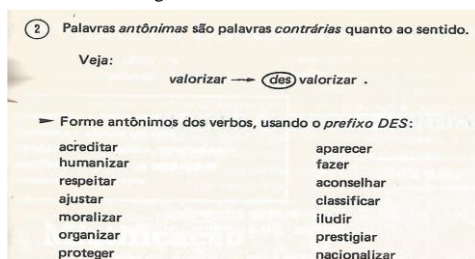 2 Palavras antônimas são palavras contrárias quanto ao sentido.
Veja:
valorizar → des valorizar .
► Forme antônimos dos verbos, usando o prefixo DES:
acreditar aparecer
humanizar fazer
respeitar aconselhar
ajustar classificar
moralizar iludir
organizar prestigiar
proteger nacionalizar